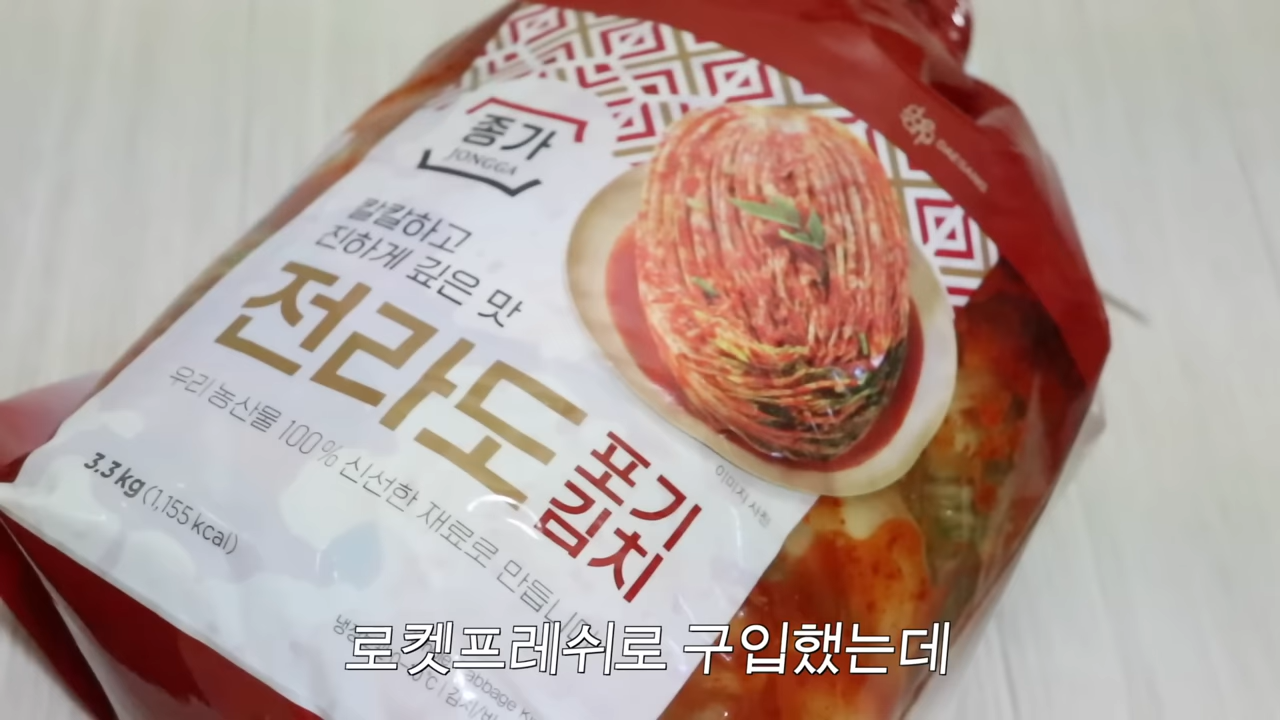 종가
JONGGA
DAESANG
칼칼하고
진하게 깊은 맛
전라도
포기
김치
우리 농산물 100% 신선한 재료로 만듭니
3.3 kg (1,155 kcal)
이미지 사진
로켓프레쉬로 구입했는데